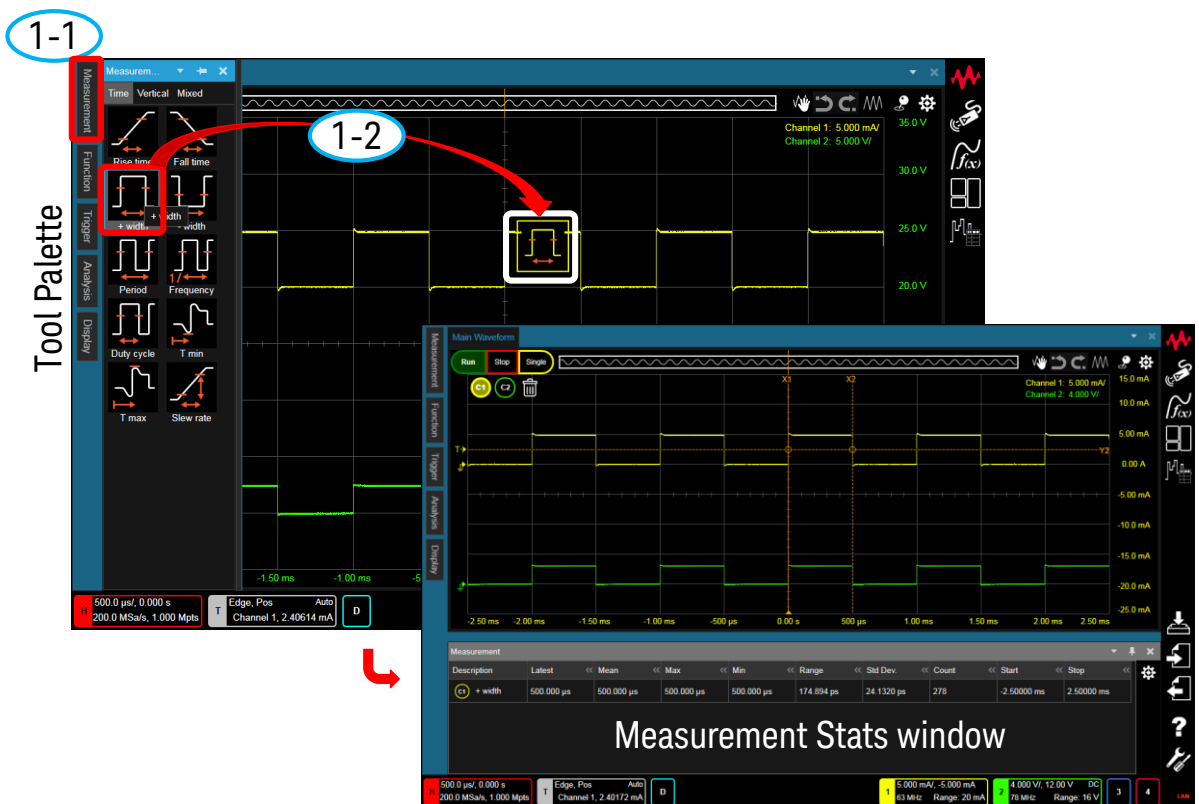 1-1
Tool Palette
Measurement
Function
Trigger
Analysis
Display
Measurem...
Time Vertical Mixed
Rise time Fall time
+ width - width
+ width
Period Frequency
1/
Duty cycle T min
T max Slew rate
1-2
f(x)
Channel 1: 5.000 mA/
Channel 2: 5.000 V/
35.0 V
30.0 V
25.0 V
20.0 V
-1.50 ms -1.00 ms
H
500.0 µs/, 0.000 s
200.0 MSa/s, 1.000 Mpts
T
Edge, Pos Auto
Channel 1, 2.40614 mA
D
Main Waveform
Measurement
Function
Trigger
Analysis
Display
Run Stop Single
C1 C2
X1 X2
Channel 1: 5.000 mA/
Channel 2: 4.000 V/
f(x)
15.0 mA
10.0 mA
5.00 mA
T
Y2
0.00 A
-5.00 mA
-10.0 mA
-15.0 mA
-20.0 mA
-25.0 mA
-2.50 ms -2.00 ms -1.50 ms -1.00 ms -500 µs 0.00 s 500 µs 1.00 ms 1.50 ms 2.00 ms 2.50 ms
Measurement
Description Latest Mean Max Min Range Std Dev. Count Start Stop
C1 + width 500.000 µs 500.000 µs 500.000 µs 500.000 µs 174.894 ps 24.1320 ps 278 -2.50000 ms 2.50000 ms
Measurement Stats window
?
H
500.0 µs/, 0.000 s
200.0 MSa/s, 1.000 Mpts
T
Edge, Pos Auto
Channel 1, 2.40172 mA
D
1
5.000 mA/, -5.000 mA
63 MHz Range: 20 mA
2
4.000 V/, 12.00 V DC
78 MHz Range: 16 V
3
4
LAN